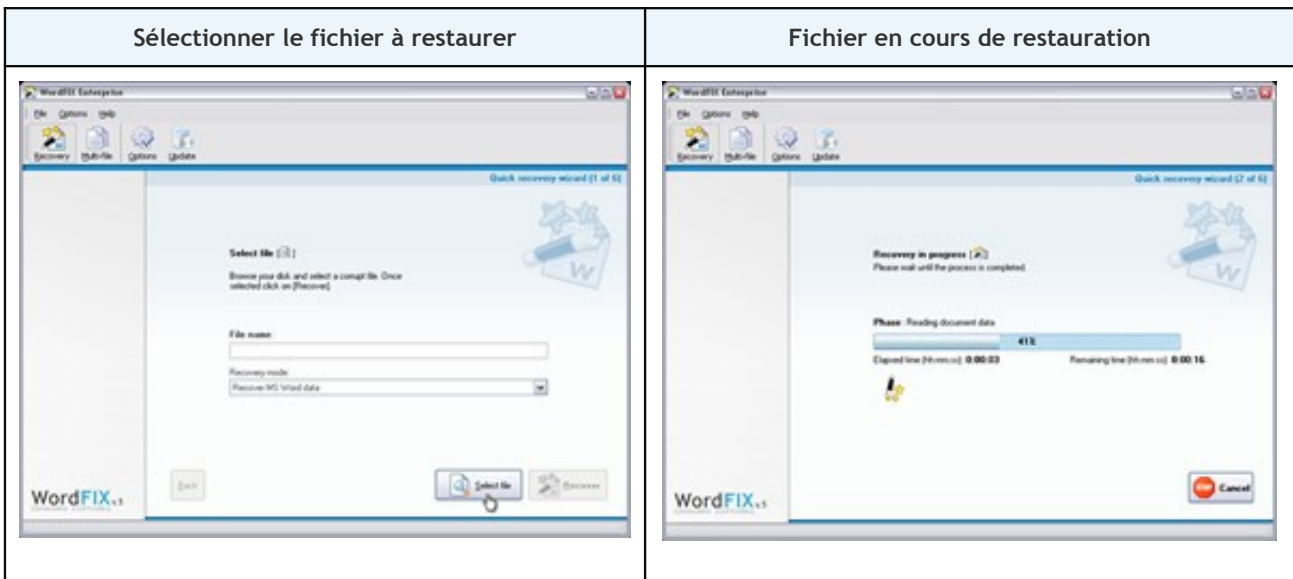 Sélectionner le fichier à restaurer
Fichier en cours de restauration
WordFIX Enterprise
File Options Help
Recovery Multi-file Options Update
Quick recovery wizard (1 of 6)
Select file [ ]
Browse your disk and select a corrupt file. Once
selected click on [Recover].
File name:
Recovery mode:
Recover MS Word data
Back
Select file
Recover
WordFIX
WordFIX Enterprise
File Options Help
Recovery Multi-file Options Update
Quick recovery wizard (2 of 6)
Recovery in progress [ ]
Please wait until the process is completed.
Phase : Reading document data
41%
Elapsed time [hh:mm:ss]: 0:00:03
Remaining time [hh:mm:ss]: 0:00:16
Cancel
WordFIX